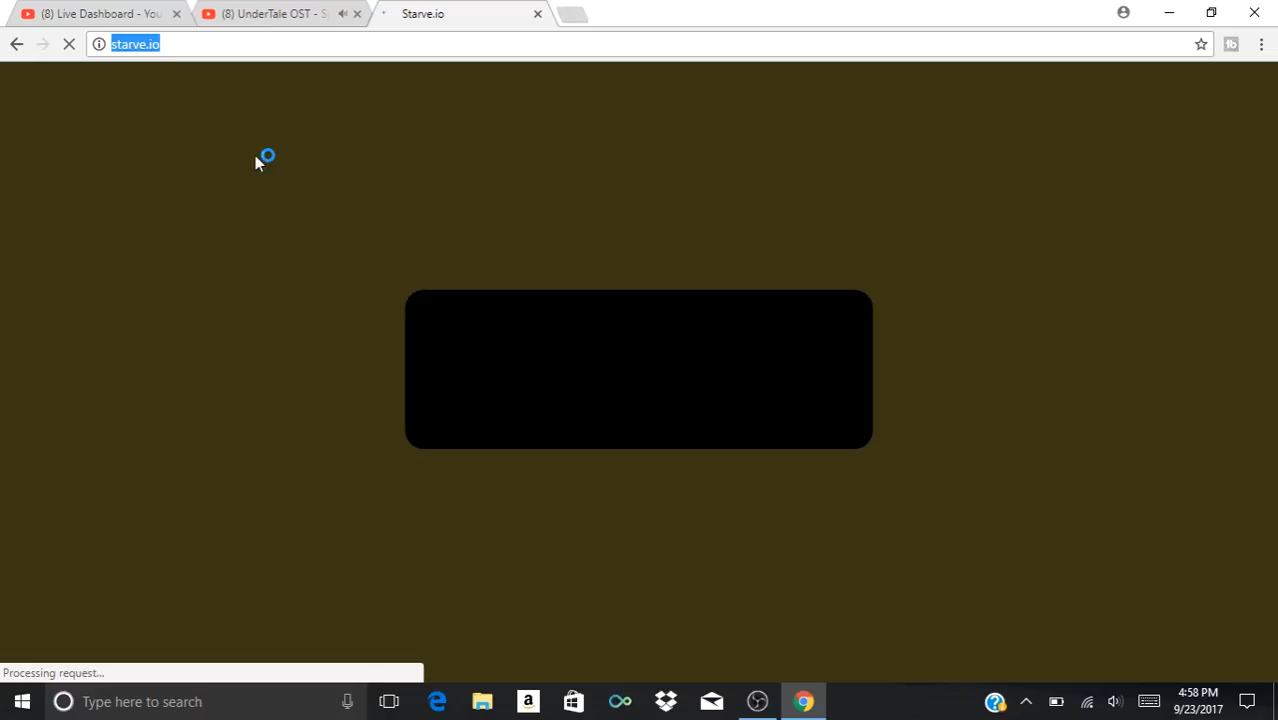 (8) Live Dashboard - You
(8) UnderTale OST - S
Starve.io
starve.io
Processing request...
Type here to search
4:58 PM
9/23/2017